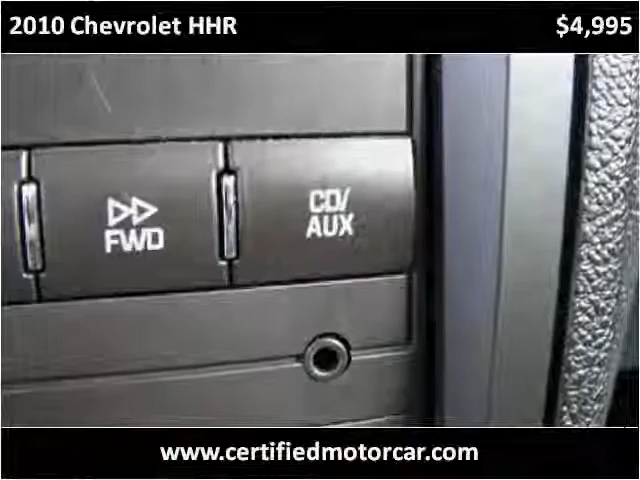 2010 Chevrolet HHR $4,995
FWD
CD/
AUX
www.certifiedmotorcar.com